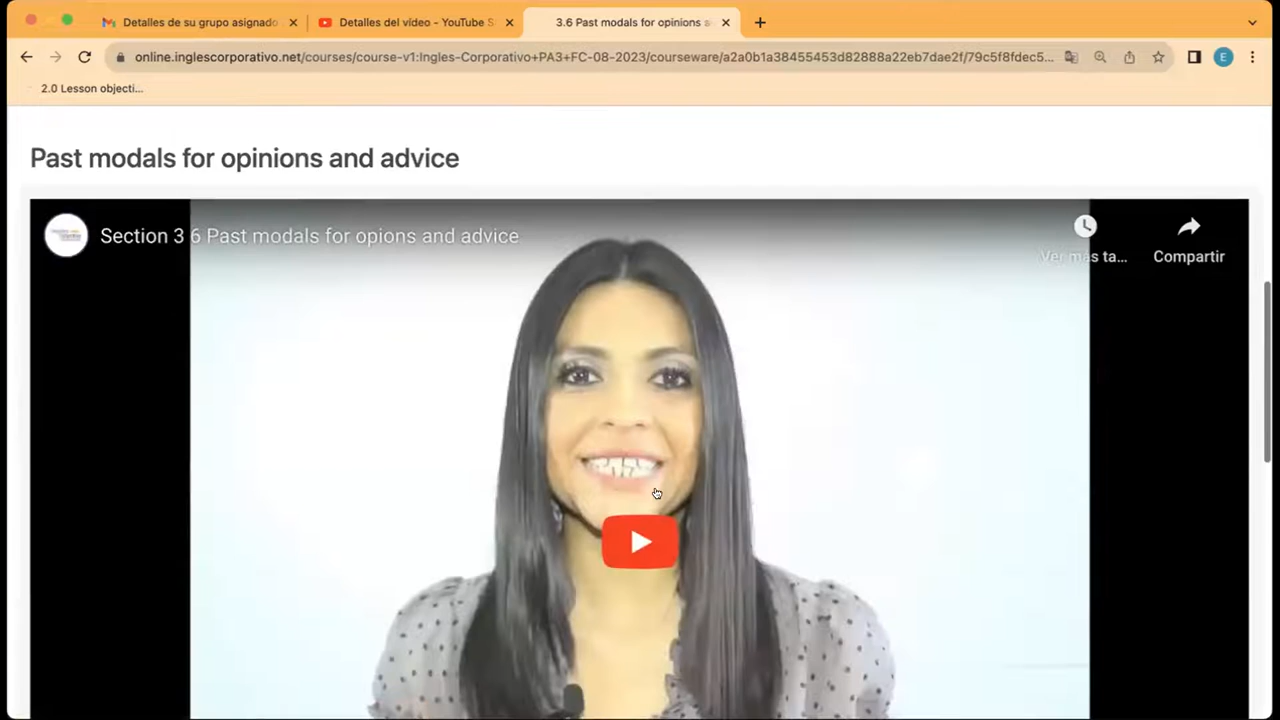 Detalles de su grupo asignado
Detalles del vídeo - YouTube S
3.6 Past modals for opinions
online.inglescorporativo.net/courses/course-v1:Ingles-Corporativo+PA3+FC-08-2023/courseware/a2a0b1a38455453d82888a22eb7dae2f/79c5f8fdec5...
E
2.0 Lesson objecti...
Past modals for opinions and advice
Section 3 6 Past modals for opions and advice
Ver más ta...
Compartir